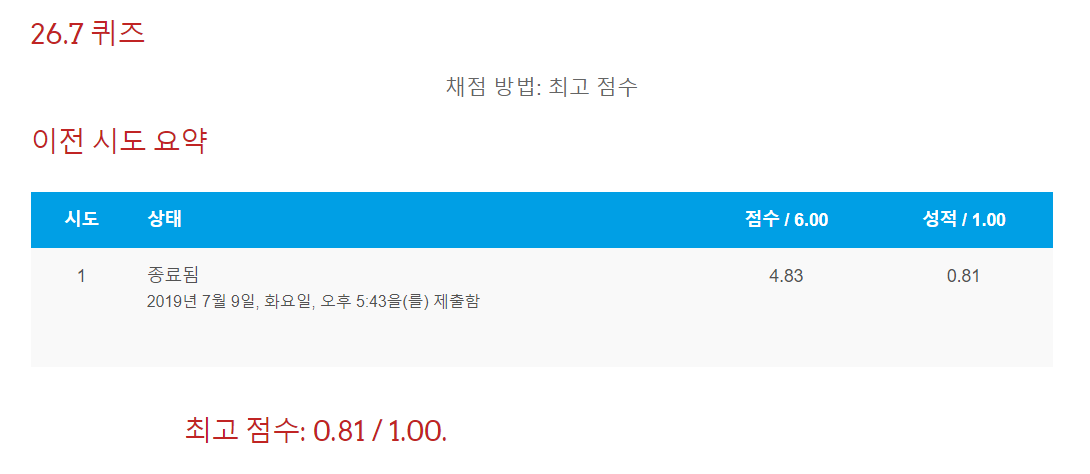 26.7 퀴즈
채점 방법: 최고 점수
이전 시도 요약
시도 상태 점수 / 6.00 성적 / 1.00
1 종료됨 4.83 0.81
2019년 7월 9일, 화요일, 오후 5:43을(를) 제출함
최고 점수: 0.81 / 1.00.